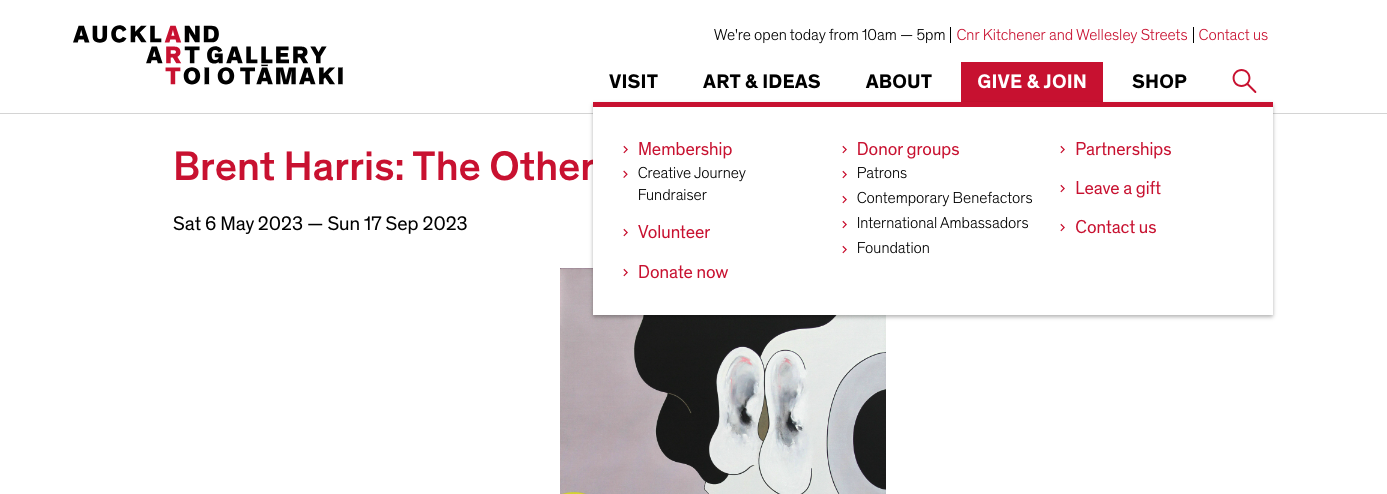 AUCKLAND
ART GALLERY
TOI O TĀMAKI
We're open today from 10am — 5pm | Cnr Kitchener and Wellesley Streets | Contact us
VISIT ART & IDEAS ABOUT GIVE & JOIN SHOP
Brent Harris: The Other
Sat 6 May 2023 — Sun 17 Sep 2023
Membership
Creative Journey
Fundraiser
Volunteer
Donate now
Donor groups
Patrons
Contemporary Benefactors
International Ambassadors
Foundation
Partnerships
Leave a gift
Contact us